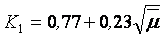 K₁ = 0,77 + 0,23√μ̿